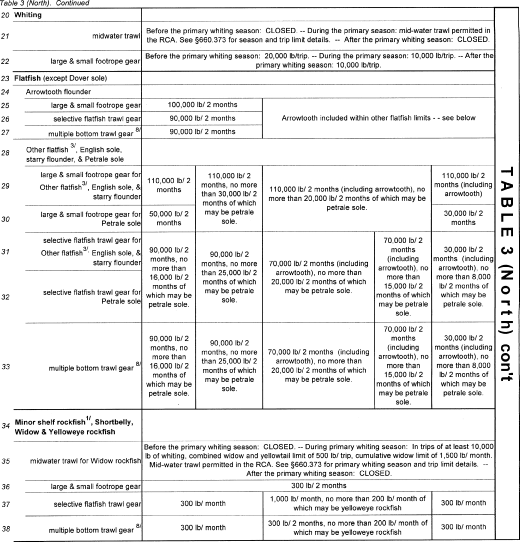 Table 3 (North). Continued
20 Whiting
21 midwater trawl
Before the primary whiting season: CLOSED. -- During the primary season: mid-water trawl permitted in
the RCA. See §660.373 for season and trip limit details. -- After the primary whiting season: CLOSED.
22 large & small footrope gear
Before the primary whiting season: 20,000 lb/trip. -- During the primary season: 10,000 lb/trip. -- After the
primary whiting season: 10,000 lb/trip.
23 Flatfish (except Dover sole)
24 Arrowtooth flounder
25 large & small footrope gear 100,000 lb/ 2 months
26 selective flatfish trawl gear 90,000 lb/ 2 months
Arrowtooth included within other flatfish limits -- see below
27 multiple bottom trawl gear 8/ 90,000 lb/ 2 months
28 Other flatfish 3/, English sole,
starry flounder, & Petrale sole
29 large & small footrope gear for
Other flatfish3/, English sole, &
starry flounder
110,000 lb/ 2
months
110,000 lb/ 2
months, no more
than 30,000 lb/ 2
months of which
may be petrale
sole.
110,000 lb/ 2 months (including arrowtooth), no
more than 20,000 lb/ 2 months of which may be
petrale sole.
110,000 lb/ 2
months (including
arrowtooth)
30 large & small footrope gear for
Petrale sole
50,000 lb/ 2
months
30,000 lb/ 2
months
31 selective flatfish trawl gear for
Other flatfish3/, English sole, &
starry flounder
32 selective flatfish trawl gear for
Petrale sole
90,000 lb/ 2
months, no more
than
16,000 lb/ 2
months of
which may be
petrale sole.
90,000 lb/ 2
months, no more
than 25,000 lb/ 2
months of which
may be petrale
sole.
70,000 lb/ 2 months (including
arrowtooth), no more than
20,000 lb/ 2 months of which
may be petrale sole.
70,000 lb/ 2
months
(including
arrowtooth), no
more than
15,000 lb/ 2
months of which
may be petrale
sole.
30,000 lb/ 2
months (including
arrowtooth), no
more than 8,000
lb/ 2 months of
which may be
petrale sole.
33 multiple bottom trawl gear 8/
90,000 lb/ 2
months, no
more than
16,000 lb/ 2
months of
which may be
petrale sole.
90,000 lb/ 2
months, no more
than 25,000 lb/ 2
months of which
may be petrale
sole.
70,000 lb/ 2 months (including
arrowtooth), no more than
20,000 lb/ 2 months of which
may be petrale sole.
70,000 lb/ 2
months
(including
arrowtooth), no
more than
15,000 lb/ 2
months of which
may be petrale
sole.
30,000 lb/ 2
months (including
arrowtooth), no
more than 8,000
lb/ 2 months of
which may be
petrale sole.
34 Minor shelf rockfish1/, Shortbelly,
Widow & Yelloweye rockfish
35 midwater trawl for Widow rockfish
Before the primary whiting season: CLOSED. -- During primary whiting season: In trips of at least 10,000
lb of whiting, combined widow and yellowtail limit of 500 lb/ trip, cumulative widow limit of 1,500 lb/ month.
Mid-water trawl permitted in the RCA. See §660.373 for primary whiting season and trip limit details. --
After the primary whiting season: CLOSED.
36 large & small footrope gear 300 lb/ 2 months
37 selective flatfish trawl gear 300 lb/ month
1,000 lb/ month, no more than 200 lb/ month of
which may be yelloweye rockfish
300 lb/ month
38 multiple bottom trawl gear 8/ 300 lb/ month
300 lb/ 2 months, no more than 200 lb/ month of
which may be yelloweye rockfish
300 lb/ month
TABLE 3 (North) con't